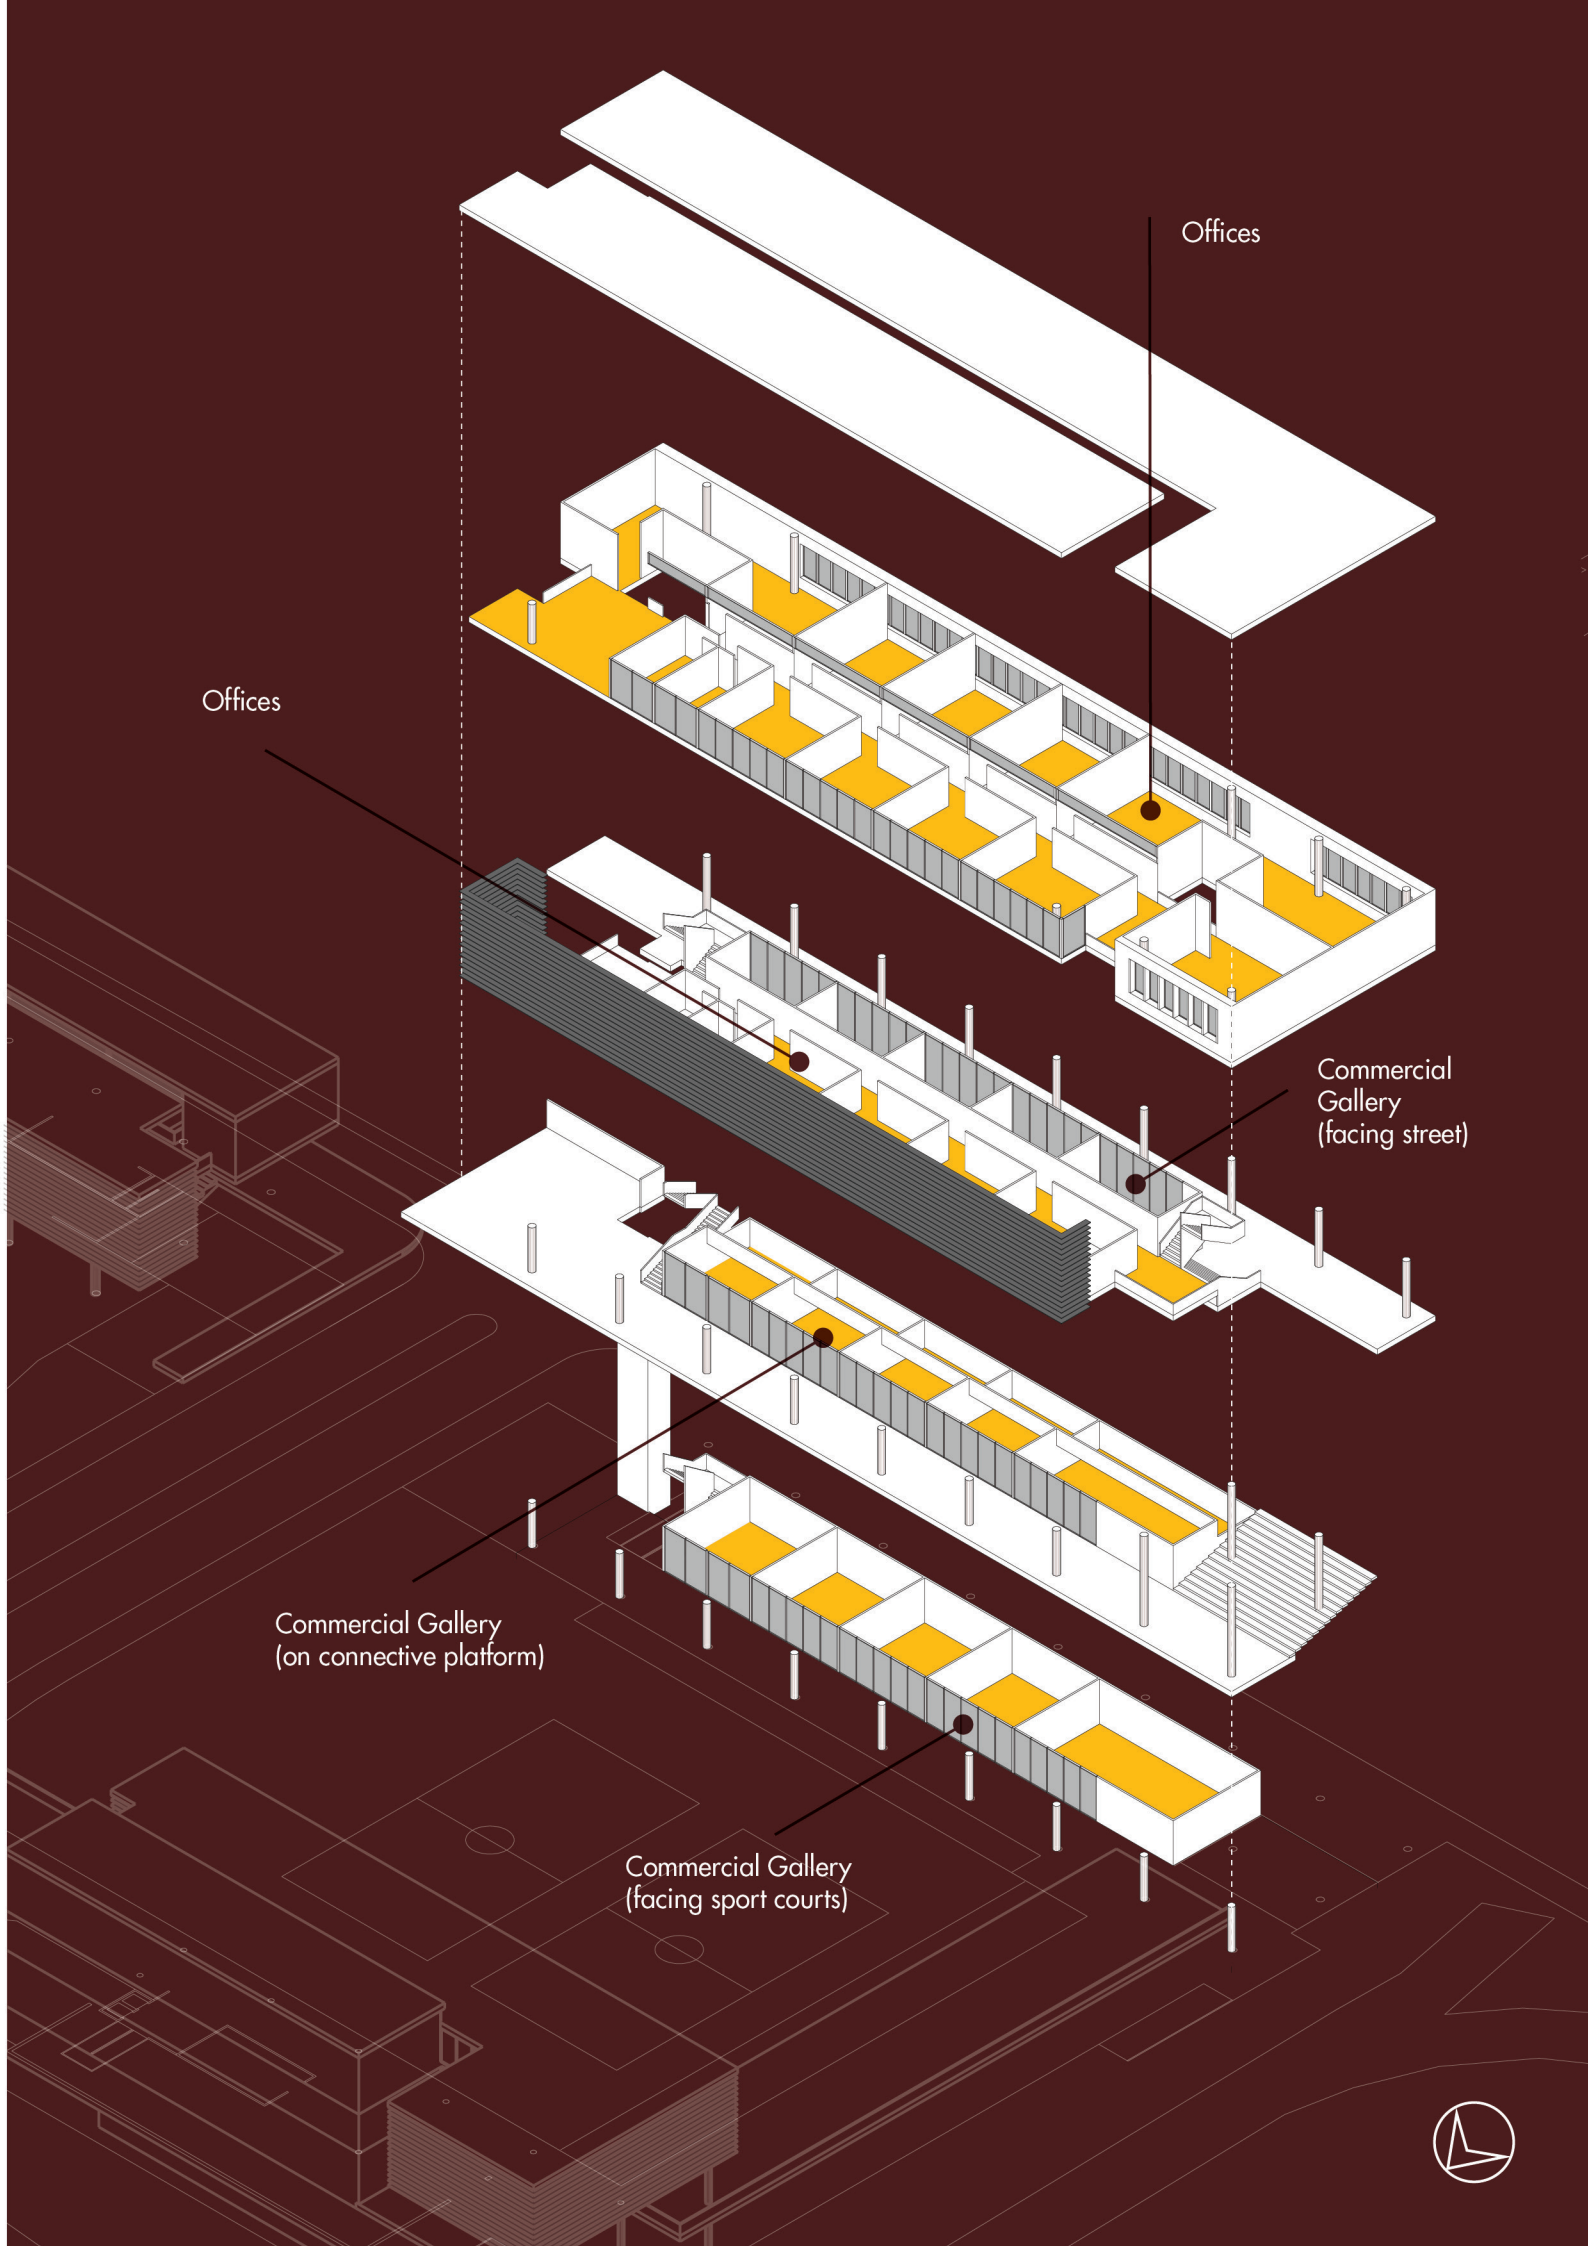 Offices
Offices
Commercial
Gallery
(facing street)
Commercial Gallery
(on connective platform)
Commercial Gallery
(facing sport courts)